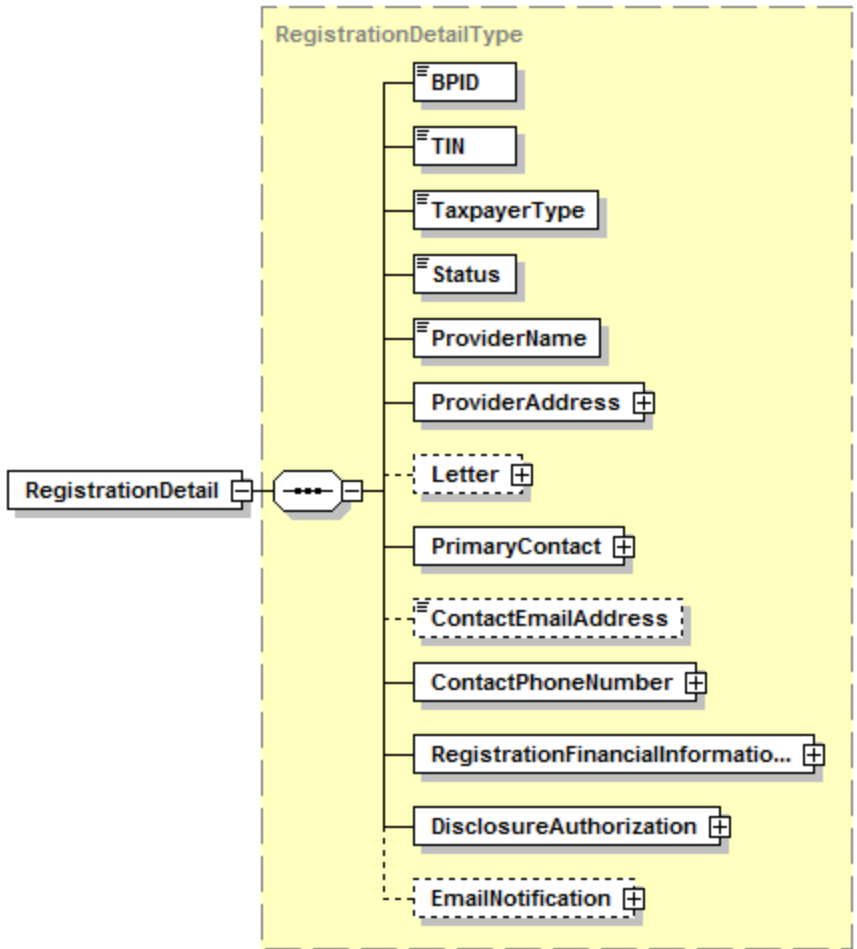 RegistrationDetailType
BPID
TIN
TaxpayerType
Status
ProviderName
ProviderAddress
Letter
RegistrationDetail
PrimaryContact
ContactEmailAddress
ContactPhoneNumber
RegistrationFinancialInformatio...
DisclosureAuthorization
EmailNotification